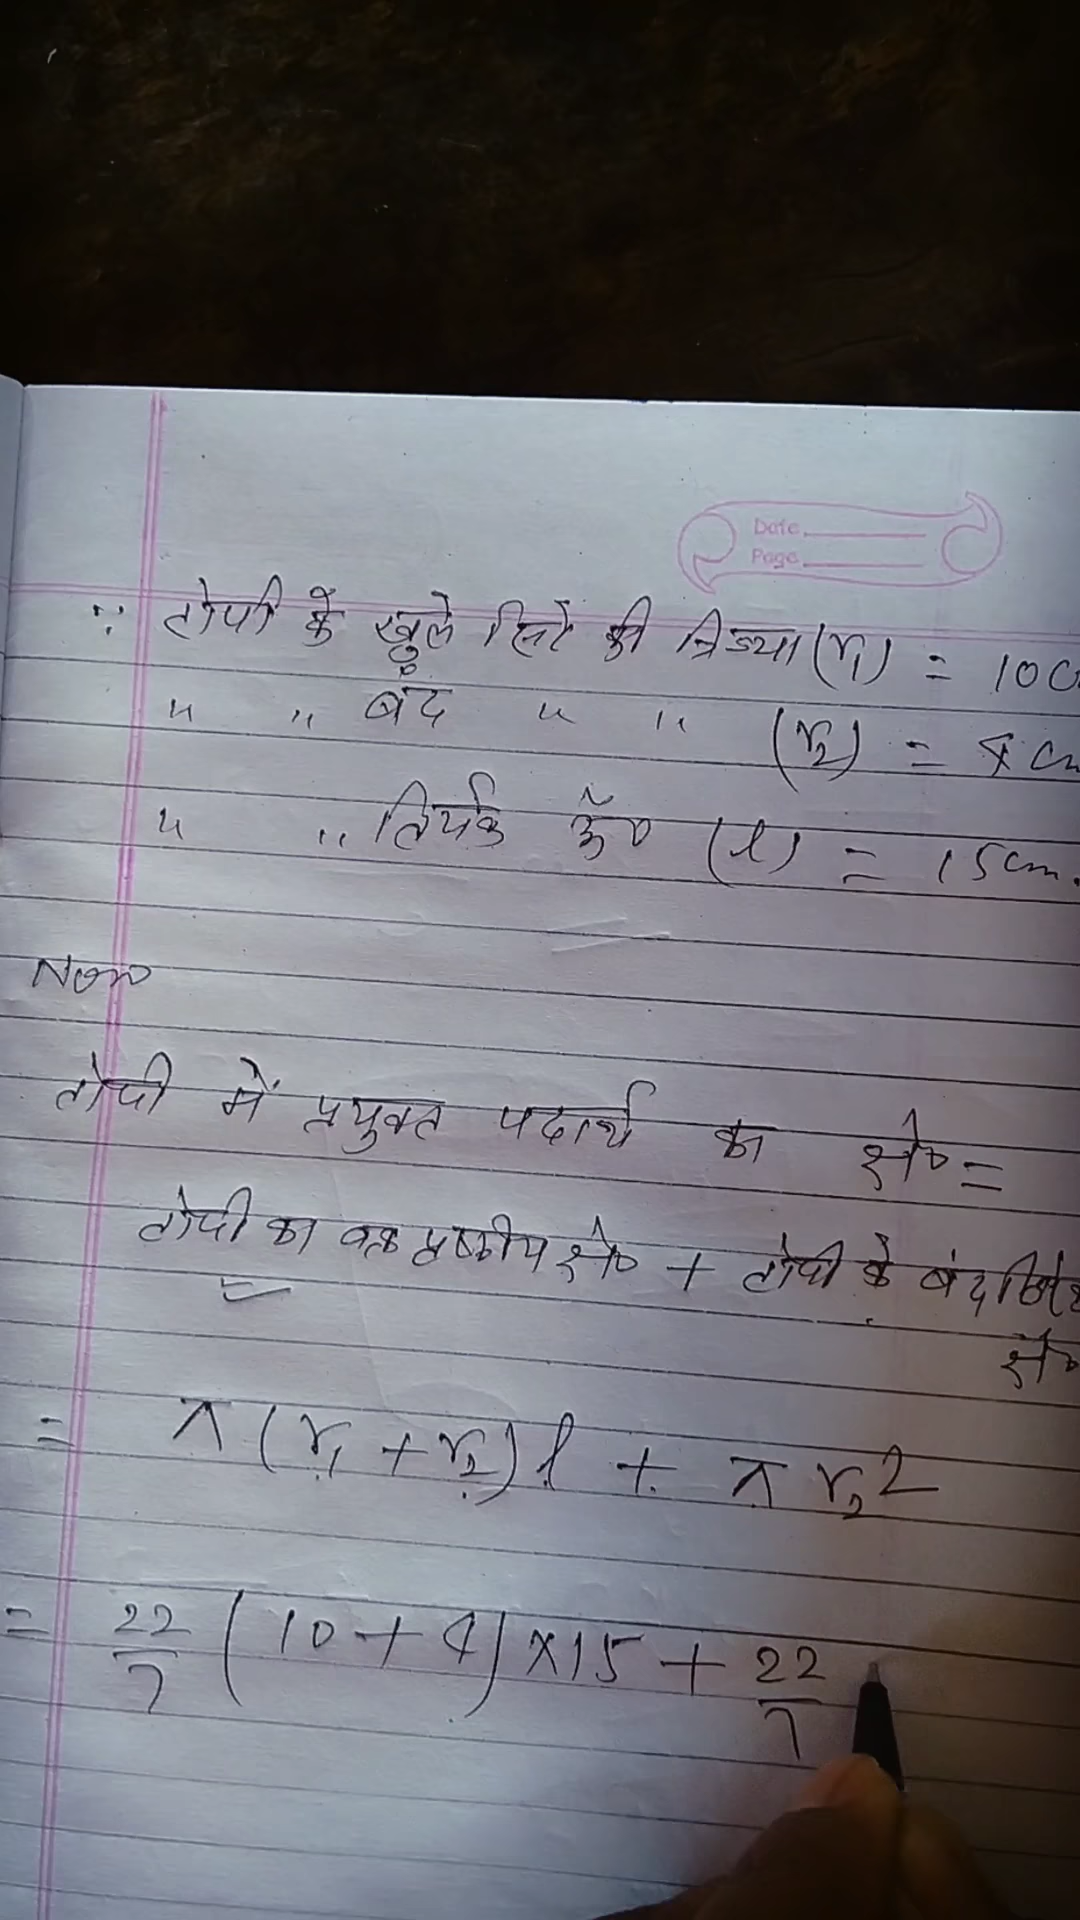 Date
Page
∵ टोपी के खुले सिरे की त्रिज्या (r₁) = 10 c
〃 〃 बंद 〃 〃 (r₂) = 4 cm
〃 〃 तिर्यक ऊँ० (l) = 15 cm.
Now
टोपी में प्रयुक्त पदार्थ का क्षे० =
टोपी का वक्र पृष्ठीय क्षे० + टोपी के बंद सिरे
क्षे०
= π (r₁ + r₂) l + π r₂²
= 22/7 (10 + 4) × 15 + 22/7